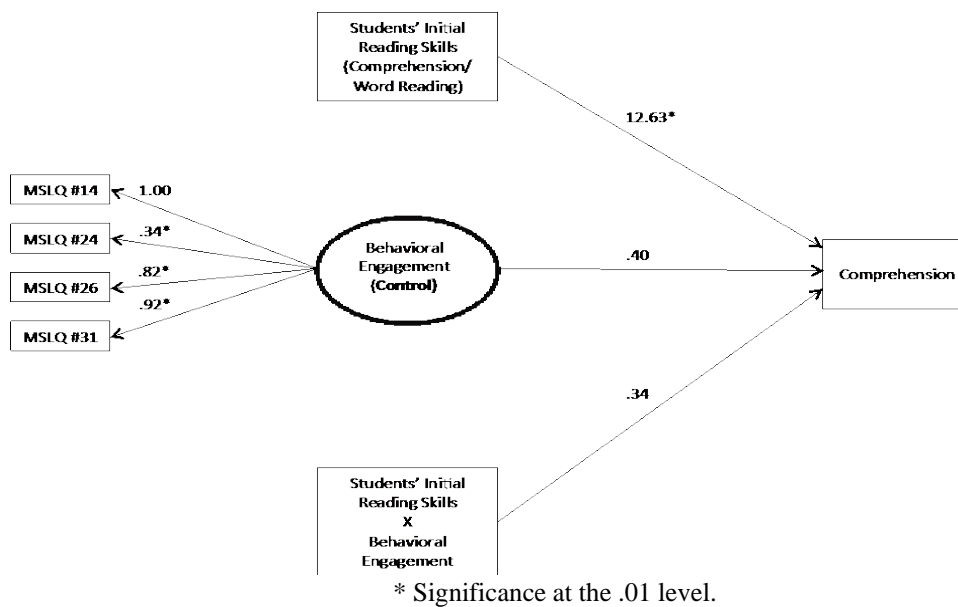 Students' Initial
Reading Skills
(Comprehension/
Word Reading)
12.63*
MSLQ #14
1.00
MSLQ #24
.34*
MSLQ #26
.82*
MSLQ #31
.92*
Behavioral
Engagement
(Control)
.40
Comprehension
.34
Students' Initial
Reading Skills
X
Behavioral
Engagement
* Significance at the .01 level.